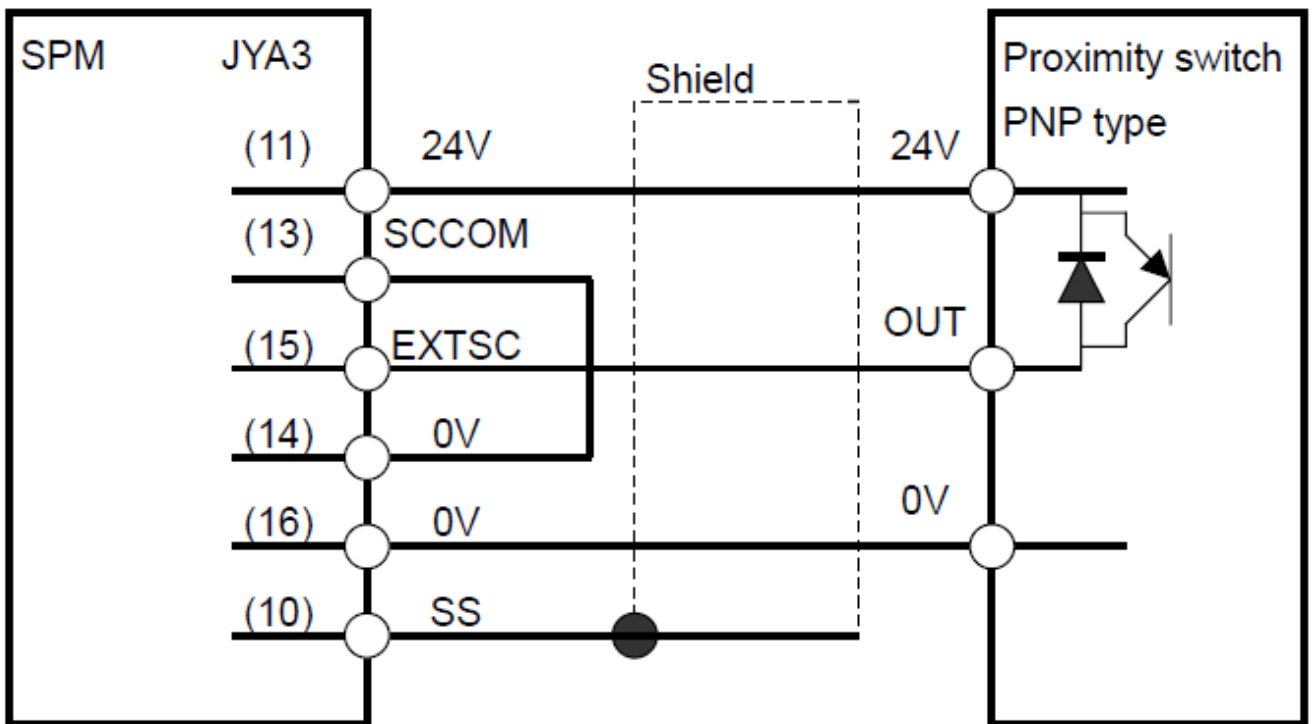 SPM JYA3
Shield
Proximity switch
PNP type
(11) 24V 24V
(13) SCCOM
(15) EXTSC OUT
(14) 0V
(16) 0V 0V
(10) SS